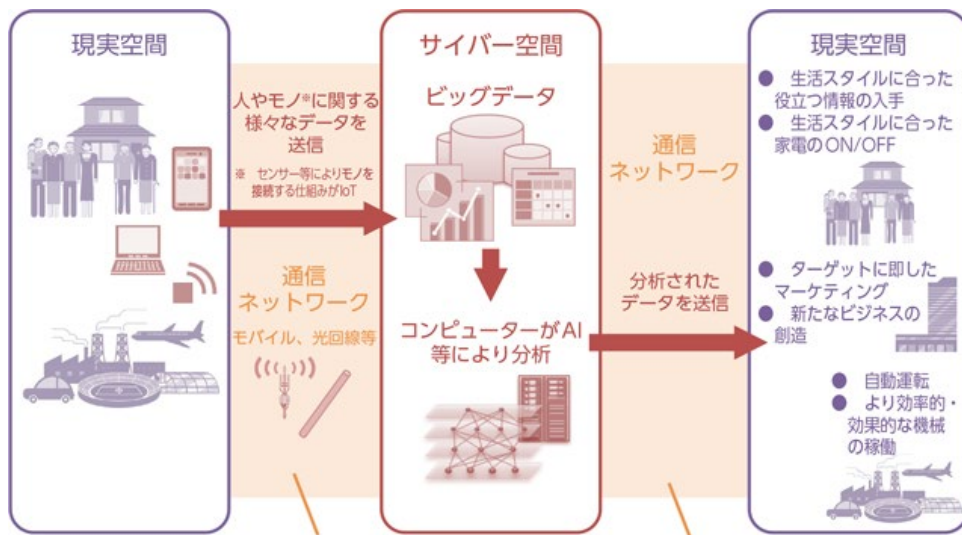 現実空間
人やモノ※に関する
様々なデータを
送信
※ センサー等によりモノを
接続する仕組みがIoT
通信
ネットワーク
モバイル、光回線等
サイバー空間
ビッグデータ
コンピューターがAI
等により分析
通信
ネットワーク
分析された
データを送信
現実空間
● 生活スタイルに合った
役立つ情報の入手
● 生活スタイルに合った
家電のON/OFF
● ターゲットに即した
マーケティング
● 新たなビジネスの
創造
● 自動運転
● より効率的・
効果的な機械
の稼働